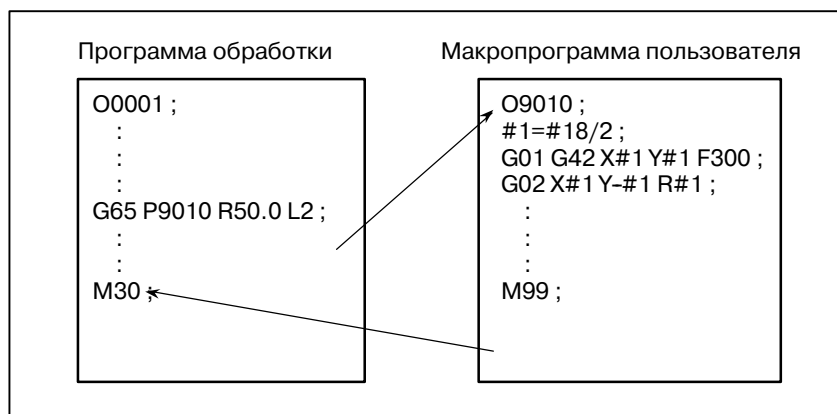 Программа обработки
O0001 ;
:
:
:
G65 P9010 R50.0 L2 ;
:
:
M30 ;
Макропрограмма пользователя
O9010 ;
#1=#18/2 ;
G01 G42 X#1 Y#1 F300 ;
G02 X#1 Y-#1 R#1 ;
:
:
:
M99 ;